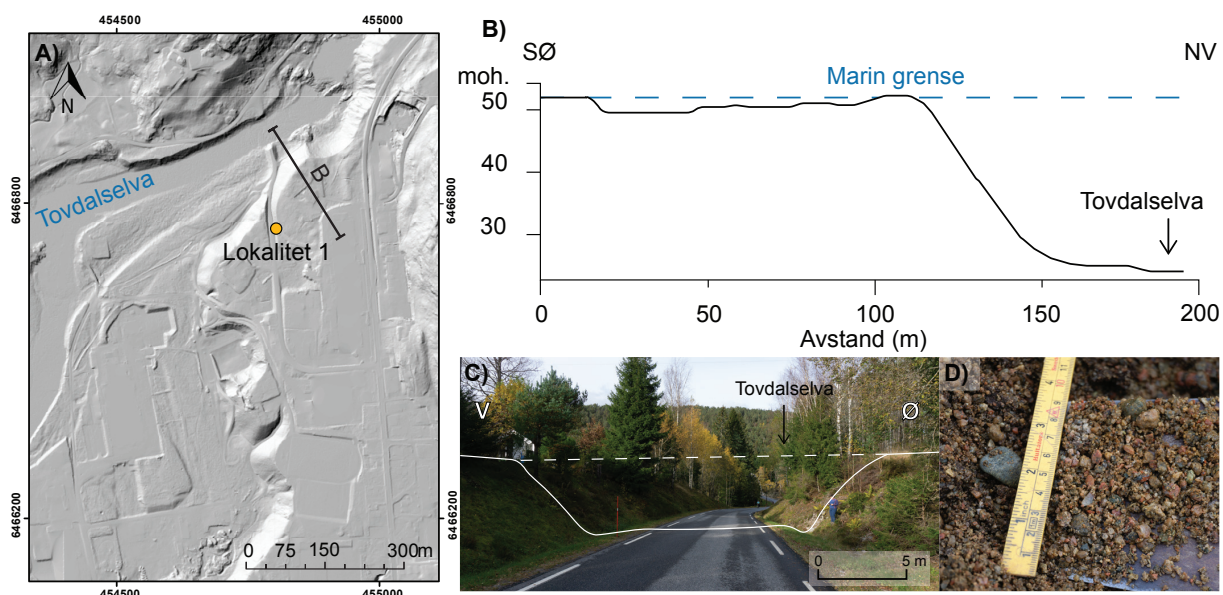 454500
455000
A)
N
6466800
6466800
B
Tovdalselva
Lokalitet 1
6466200
6466200
0 75 150 300m
454500
455000
B)
SØ
NV
moh.
Marin grense
50
40
30
Tovdalselva
0 50 100 150 200
Avstand (m)
C)
V
Tovdalselva
Ø
0 5 m
D)